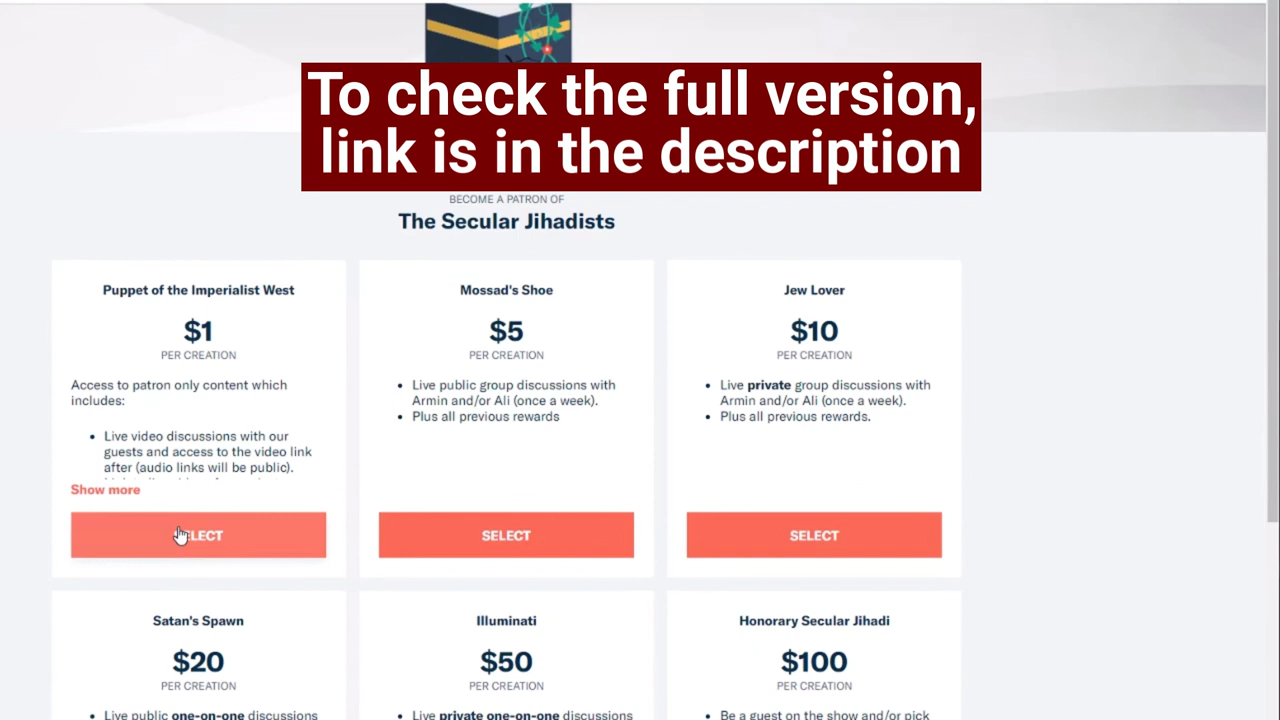 To check the full version,
link is in the description
BECOME A PATRON OF
The Secular Jihadists
Puppet of the Imperialist West
$1
PER CREATION
Access to patron only content which
includes:
• Live video discussions with our
guests and access to the video link
after (audio links will be public).
Show more
SELECT
Mossad's Shoe
$5
PER CREATION
• Live public group discussions with
Armin and/or Ali (once a week).
• Plus all previous rewards
SELECT
Jew Lover
$10
PER CREATION
• Live private group discussions with
Armin and/or Ali (once a week).
• Plus all previous rewards.
SELECT
Satan's Spawn
$20
PER CREATION
• Live public one-on-one discussions
Illuminati
$50
PER CREATION
• Live private one-on-one discussions
Honorary Secular Jihadi
$100
PER CREATION
• Be a guest on the show and/or pick